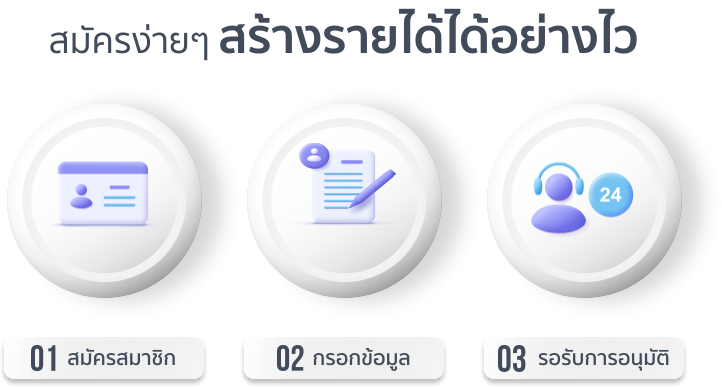 สมัครง่ายๆ สร้างรายได้ได้อย่างไว
24
01 สมัครสมาชิก
02 กรอกข้อมูล
03 รอรับการอนุมัติ